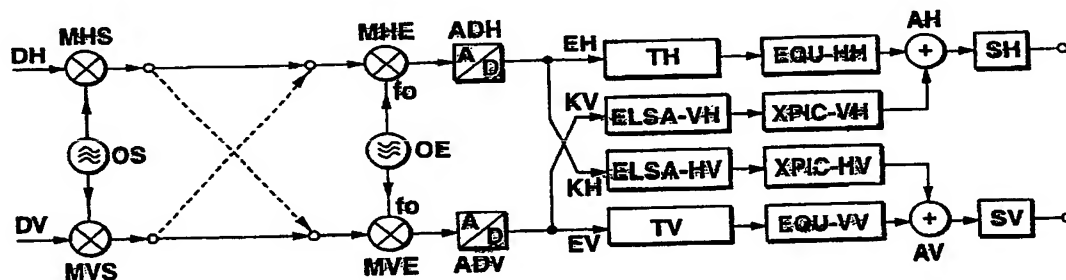 DH
MHS
MHE
ADH
A
D
EH
TH
EQU-HH
AH
+
SH
fo
KV
ELSA-VH
XPIC-VH
OS
OE
KH
ELSA-HV
XPIC-HV
fo
DV
MVS
MVE
A
D
ADV
EV
TV
EQU-VV
+
AV
SV